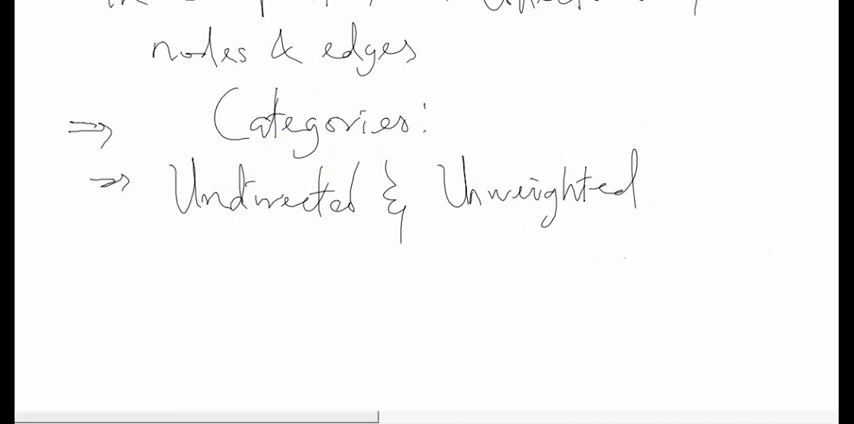 nodes & edges
⇒ Categories:
→ Undirected & Unweighted